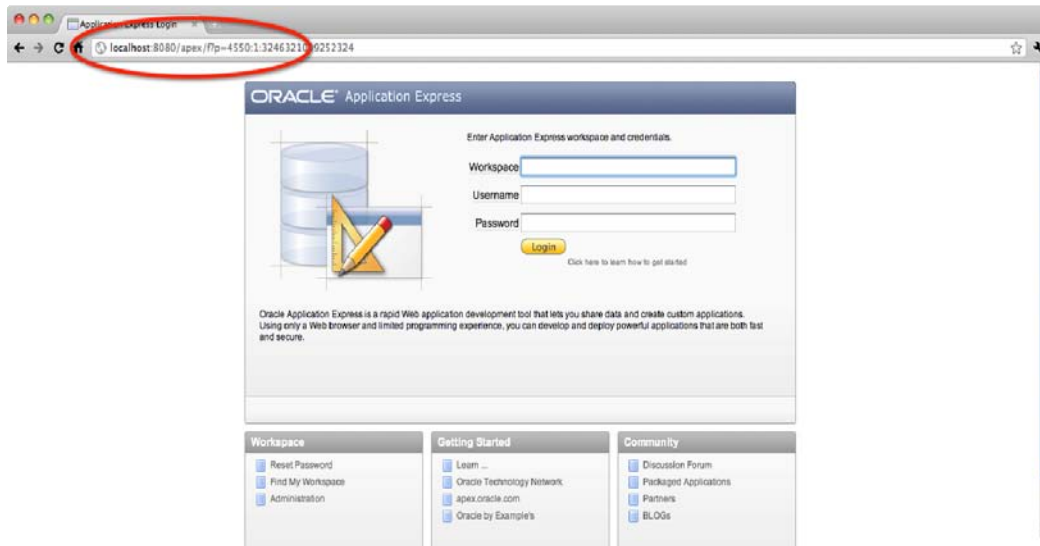 Application Express Login
localhost:8080/apex/f?p=4550:1:3246321009252324
ORACLE Application Express
Enter Application Express workspace and credentials.
Workspace
Username
Password
Login
Click here to learn how to get started
Oracle Application Express is a rapid Web application development tool that lets you share data and create custom applications.
Using only a Web browser and limited programming experience, you can develop and deploy powerful applications that are both fast
and secure.
Workspace
Reset Password
Find My Workspace
Administration
Getting Started
Learn ...
Oracle Technology Network
apex.oracle.com
Oracle by Example's
Community
Discussion Forum
Packaged Applications
Partners
BLOGs